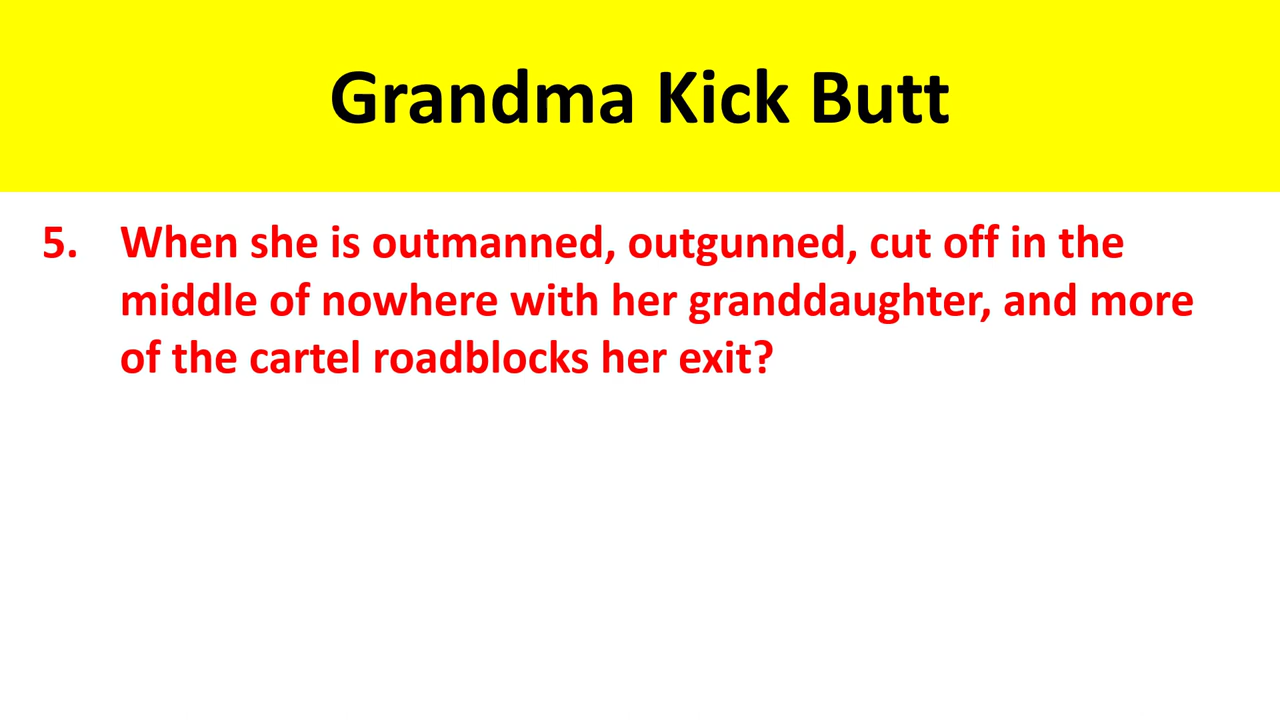 Grandma Kick Butt
5. When she is outmanned, outgunned, cut off in the
middle of nowhere with her granddaughter, and more
of the cartel roadblocks her exit?